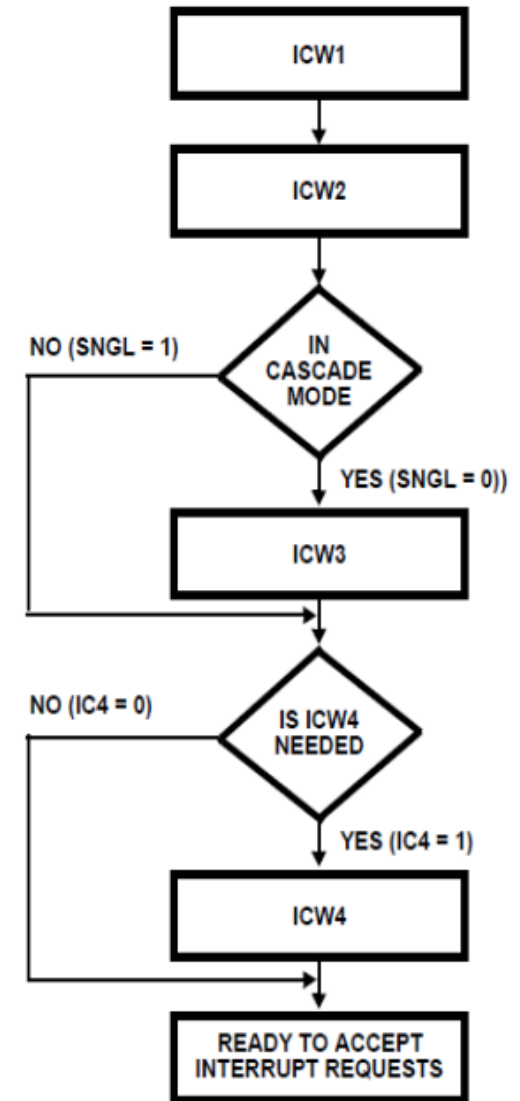 ICW1
ICW2
NO (SNGL = 1)
IN
CASCADE
MODE
YES (SNGL = 0))
ICW3
NO (IC4 = 0)
IS ICW4
NEEDED
YES (IC4 = 1)
ICW4
READY TO ACCEPT
INTERRUPT REQUESTS